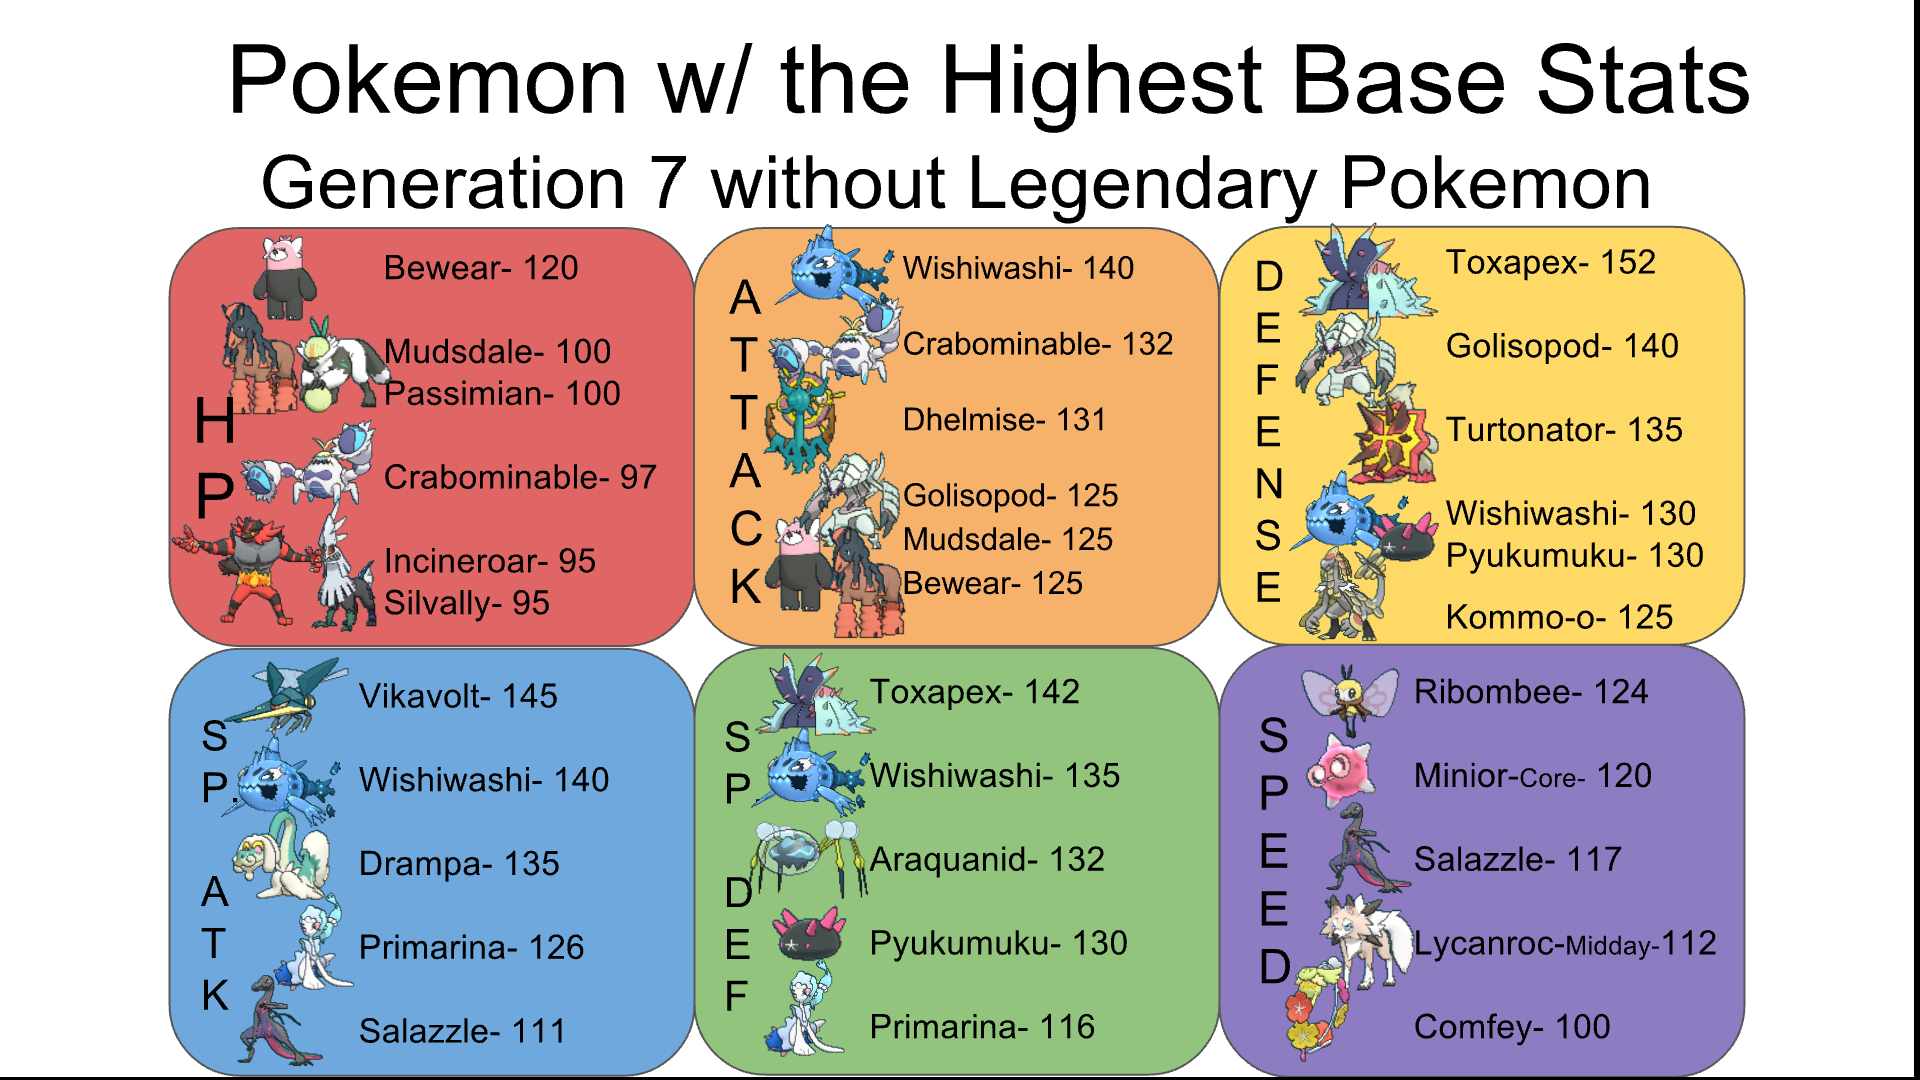 Pokemon w/ the Highest Base Stats
Generation 7 without Legendary Pokemon
HP
Bewear- 120
Mudsdale- 100
Passimian- 100
Crabominable- 97
Incineroar- 95
Silvally- 95
ATTACK
Wishiwashi- 140
Crabominable- 132
Dhelmise- 131
Golisopod- 125
Mudsdale- 125
Bewear- 125
DEFENSE
Toxapex- 152
Golisopod- 140
Turtonator- 135
Wishiwashi- 130
Pyukumuku- 130
Kommo-o- 125
SP. ATK
Vikavolt- 145
Wishiwashi- 140
Drampa- 135
Primarina- 126
Salazzle- 111
SP DEF
Toxapex- 142
Wishiwashi- 135
Araquanid- 132
Pyukumuku- 130
Primarina- 116
SPEED
Ribombee- 124
Minior-Core- 120
Salazzle- 117
Lycanroc-Midday-112
Comfey- 100